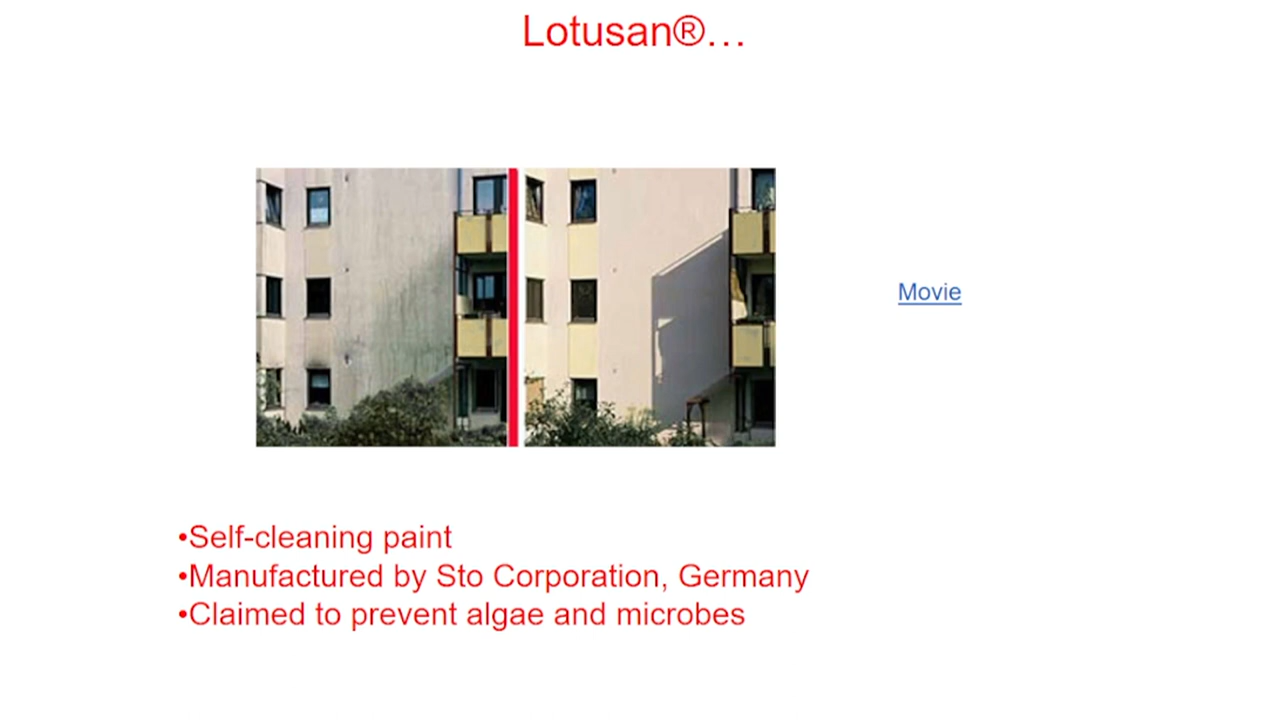 Lotusan®…
Movie
•Self-cleaning paint
•Manufactured by Sto Corporation, Germany
•Claimed to prevent algae and microbes